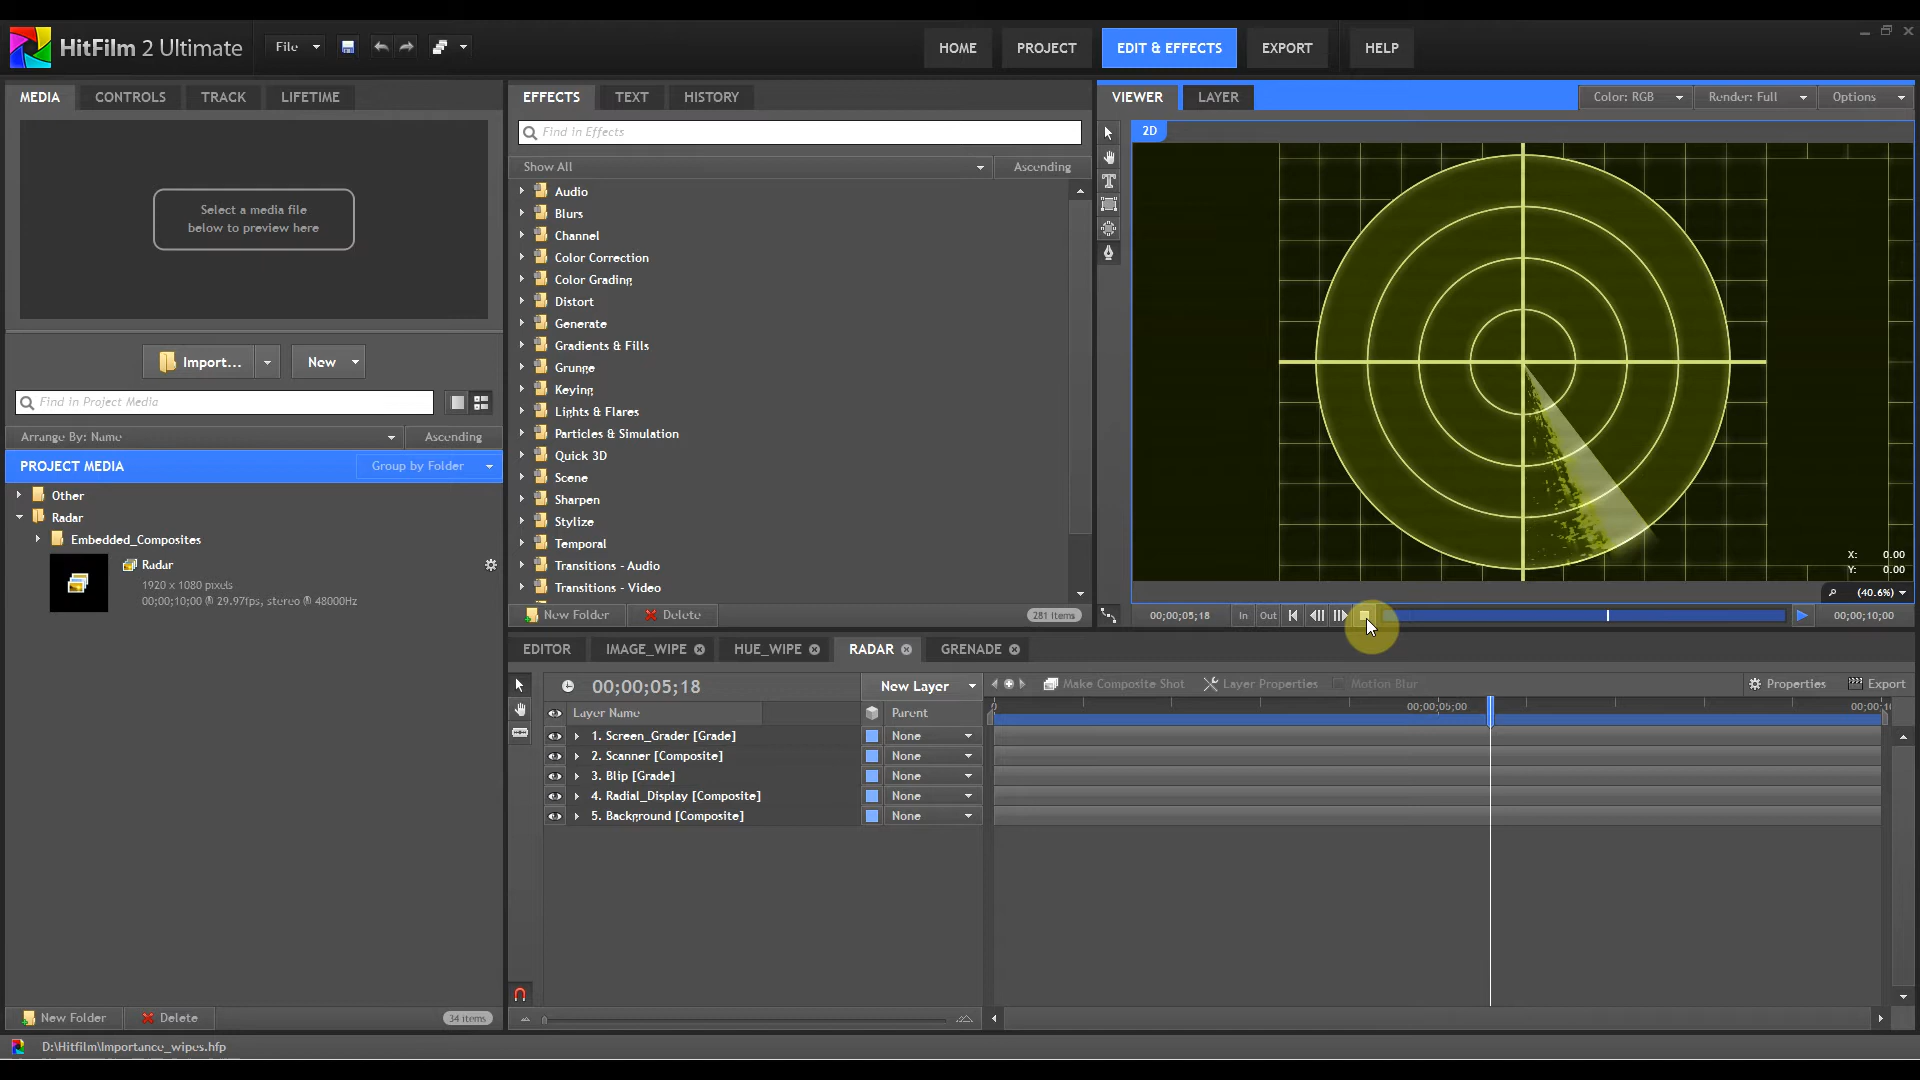 HitFilm 2 Ultimate
File
HOME
PROJECT
EDIT & EFFECTS
EXPORT
HELP
MEDIA
CONTROLS
TRACK
LIFETIME
Select a media file
below to preview here
Import...
New
Find in Project Media
Arrange By: Name
Ascending
PROJECT MEDIA
Group by Folder
Other
Radar
Embedded_Composites
Radar
1920 x 1080 pixels
00;00;10;00 @ 29.97fps, stereo @ 48000Hz
New Folder
Delete
34 items
EFFECTS
TEXT
HISTORY
Find in Effects
Show All
Ascending
Audio
Blurs
Channel
Color Correction
Color Grading
Distort
Generate
Gradients & Fills
Grunge
Keying
Lights & Flares
Particles & Simulation
Quick 3D
Scene
Sharpen
Stylize
Temporal
Transitions - Audio
Transitions - Video
New Folder
Delete
281 items
VIEWER
LAYER
Color: RGB
Render: Full
Options
2D
X: 0.00
Y: 0.00
(40.6%)
00;00;05;18
In
Out
00;00;10;00
EDITOR
IMAGE_WIPE
HUE_WIPE
RADAR
GRENADE
00;00;05;18
New Layer
Make Composite Shot
Layer Properties
Motion Blur
Properties
Export
Layer Name
Parent
0
00;00;05;00
00;00;10
1. Screen_Grader [Grade]
None
2. Scanner [Composite]
None
3. Blip [Grade]
None
4. Radial_Display [Composite]
None
5. Background [Composite]
None
D:\Hitfilm\Importance_wipes.hfp